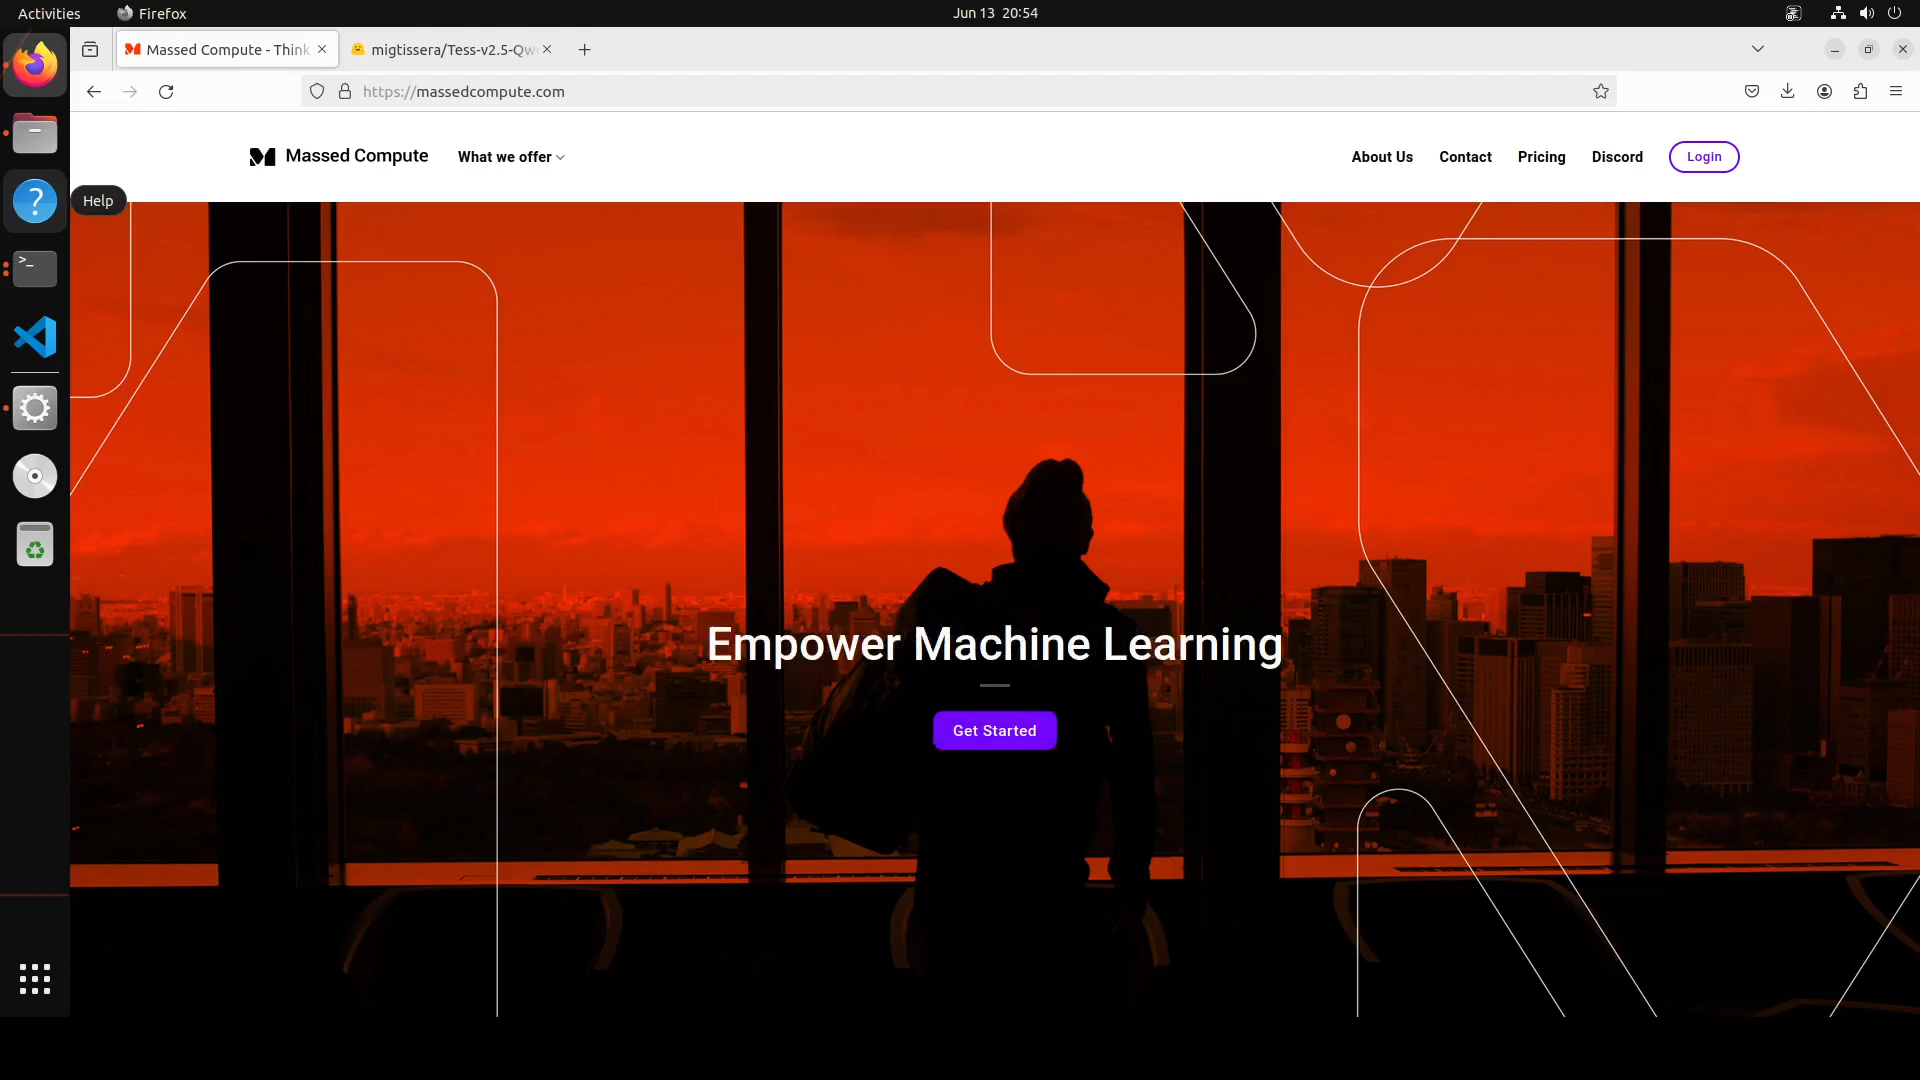 Activities
Firefox
Jun 13 20:54
Massed Compute - Think
migtissera/Tess-v2.5-Qw
https://massedcompute.com
Massed Compute
What we offer
About Us
Contact
Pricing
Discord
Login
Help
Empower Machine Learning
Get Started